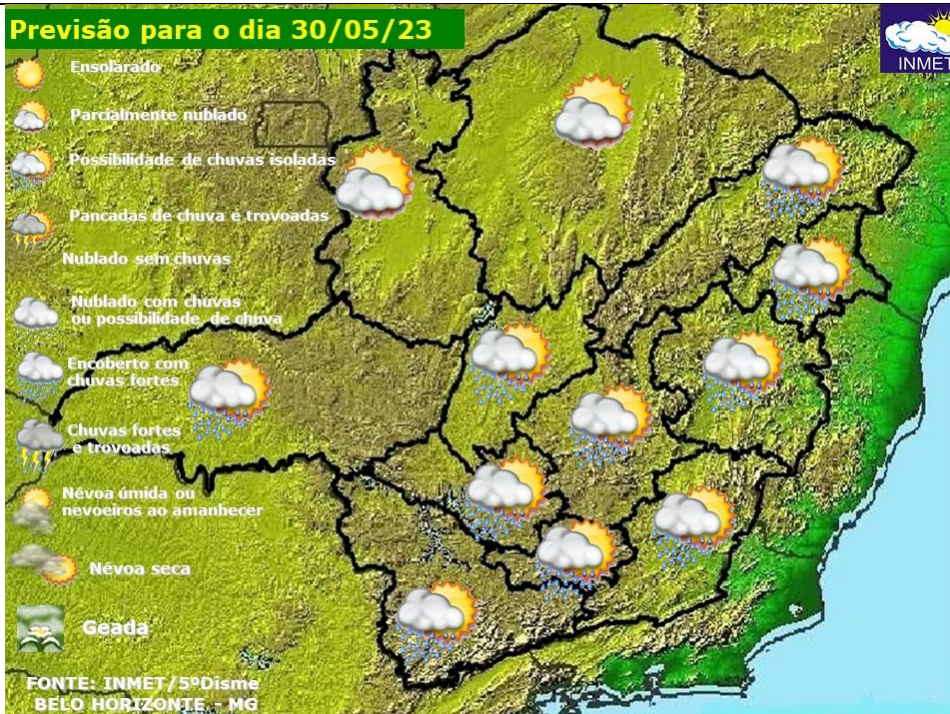 Previsão para o dia 30/05/23
INMET
Ensolarado
Parcialmente nublado
Possibilidade de chuvas isoladas
Pancadas de chuva e trovoadas
Nublado sem chuvas
Nublado com chuvas
ou possibilidade de chuva
Encoberto com
chuvas fortes
Chuvas fortes
e trovoadas
Névoa úmida ou
nevoeiros ao amanhecer
Névoa seca
Geada
FONTE: INMET/5ºDisme
BELO HORIZONTE - MG